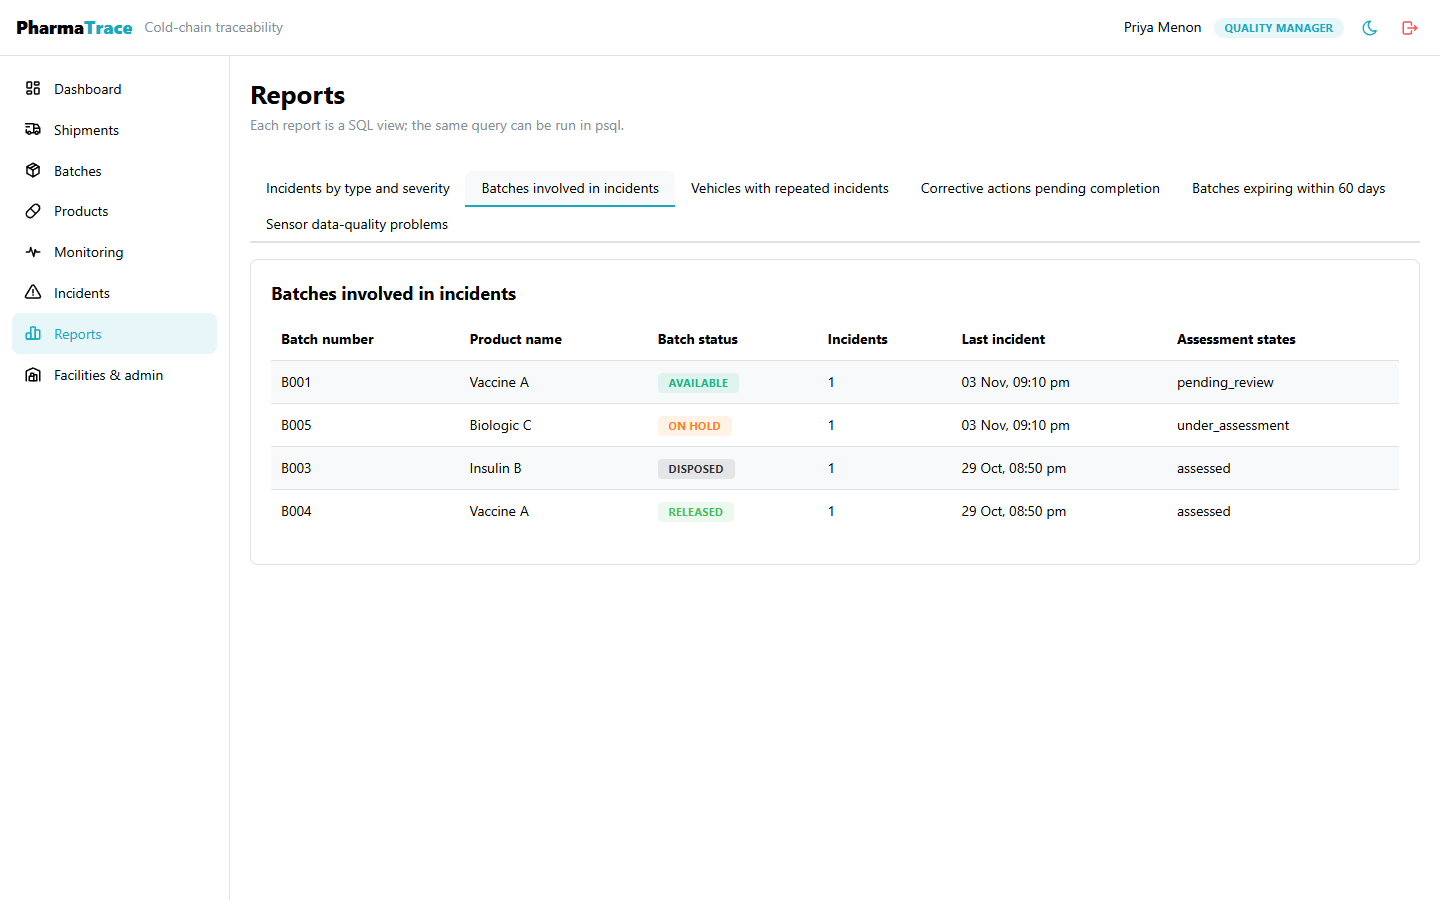 PharmaTrace Cold-chain traceability
Priya Menon QUALITY MANAGER
Dashboard
Shipments
Batches
Products
Monitoring
Incidents
Reports
Facilities & admin
Reports
Each report is a SQL view; the same query can be run in psql.
Incidents by type and severity Batches involved in incidents Vehicles with repeated incidents Corrective actions pending completion Batches expiring within 60 days
Sensor data-quality problems
Batches involved in incidents
Batch number Product name Batch status Incidents Last incident Assessment states
B001 Vaccine A AVAILABLE 1 03 Nov, 09:10 pm pending_review
B005 Biologic C ON HOLD 1 03 Nov, 09:10 pm under_assessment
B003 Insulin B DISPOSED 1 29 Oct, 08:50 pm assessed
B004 Vaccine A RELEASED 1 29 Oct, 08:50 pm assessed